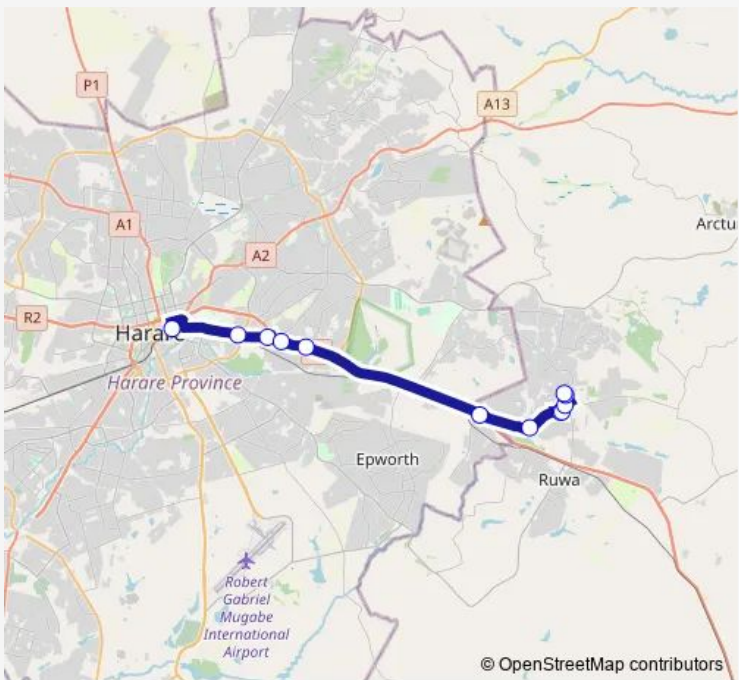 P1
A13
A1
A2
Arctu
R2
Harare
Harare Province
Epworth
Ruwa
Robert
Gabriel
Mugabe
International
Airport
© OpenStreetMap contributors